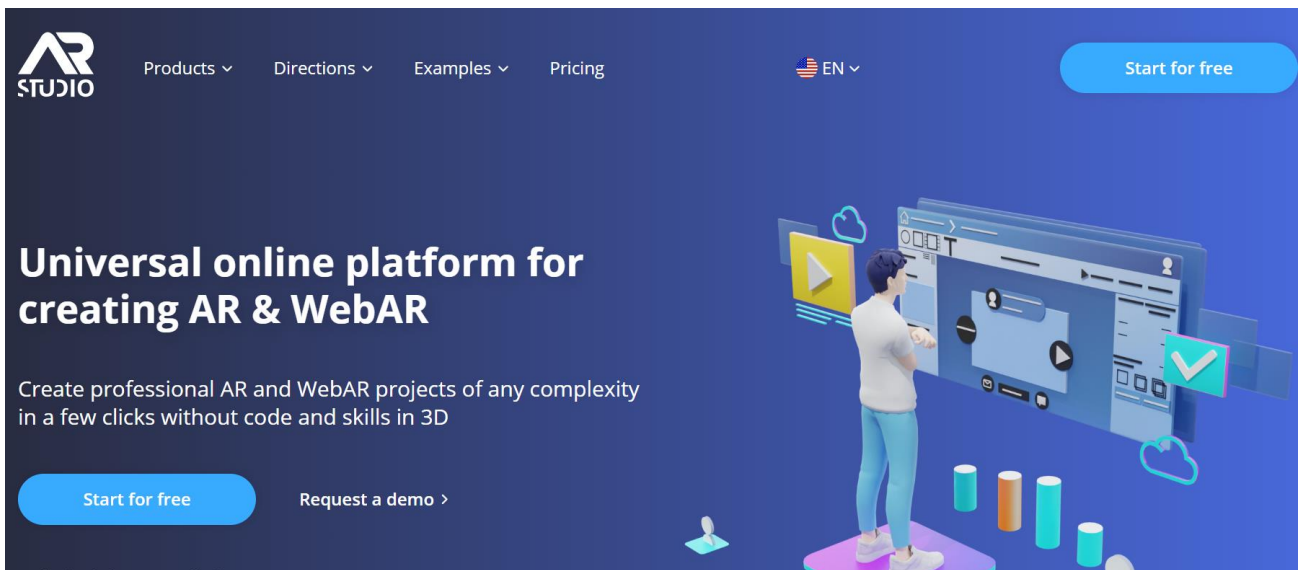 AR
STUDIO
Products
Directions
Examples
Pricing
EN
Start for free
Universal online platform for
creating AR & WebAR
Create professional AR and WebAR projects of any complexity
in a few clicks without code and skills in 3D
Start for free
Request a demo
T